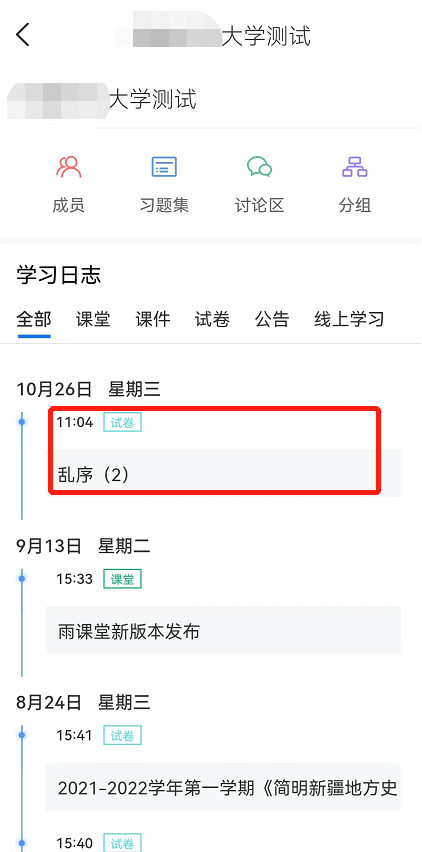 大学测试
大学测试
成员
习题集
讨论区
分组
学习日志
全部 课堂 课件 试卷 公告 线上学习
10月26日 星期三
11:04 试卷
乱序（2）
9月13日 星期二
15:33 课堂
雨课堂新版本发布
8月24日 星期三
15:41 试卷
2021-2022学年第一学期《简明新疆地方史
15:40 试卷